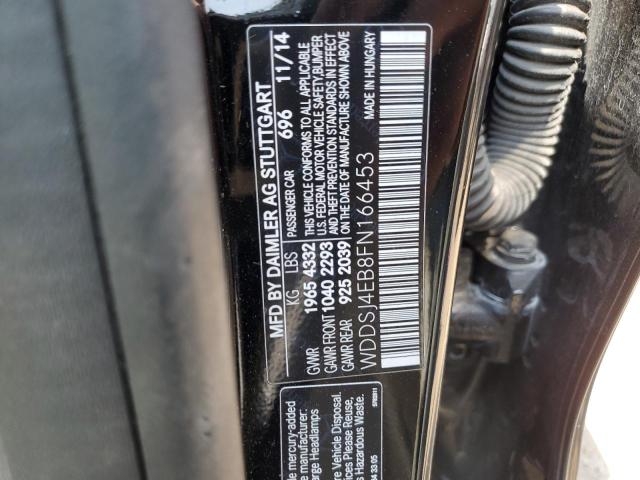 MFD BY DAIMLER AG STUTTGART
PASSENGER CAR 696 11/14
KG LBS
GVWR 1965 4332
GAWR FRONT 1040 2293
GAWR REAR 925 2039
THIS VEHICLE CONFORMS TO ALL APPLICABLE
U.S. FEDERAL MOTOR VEHICLE SAFETY, BUMPER
AND THEFT PREVENTION STANDARDS IN EFFECT
ON THE DATE OF MANUFACTURE SHOWN ABOVE
MADE IN HUNGARY
WDDSJ4EB8FN166453
mercury-added
manufacturer:
Headlamps
Vehicle Disposal.
Please Reuse,
Hazardous Waste.